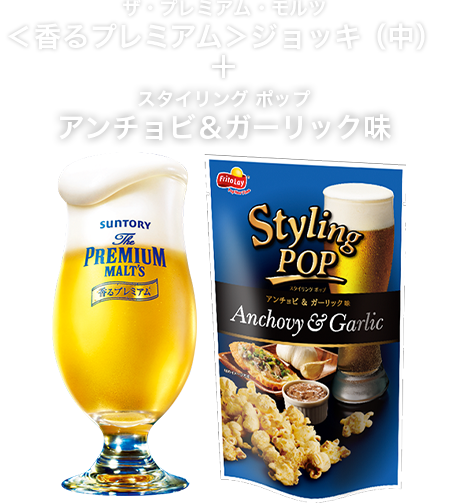 ザ・プレミアム・モルツ
＜香るプレミアム＞ジョッキ（中）
＋
スタイリング ポップ
アンチョビ＆ガーリック味
SUNTORY
The
PREMIUM
MALT'S
香るプレミアム
FritoLay
Styling
POP
スタイリング ポップ
アンチョビ & ガーリック味
Anchovy & Garlic